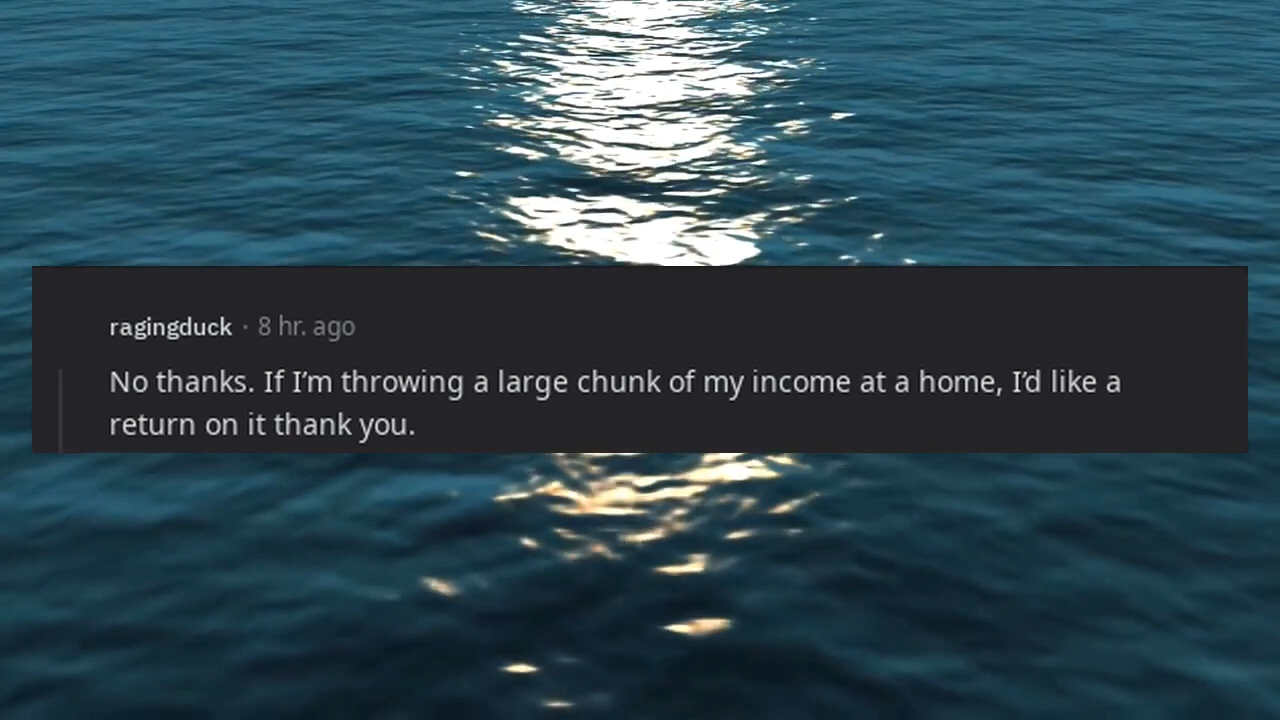 ragingduck · 8 hr. ago
No thanks. If I’m throwing a large chunk of my income at a home, I’d like a
return on it thank you.